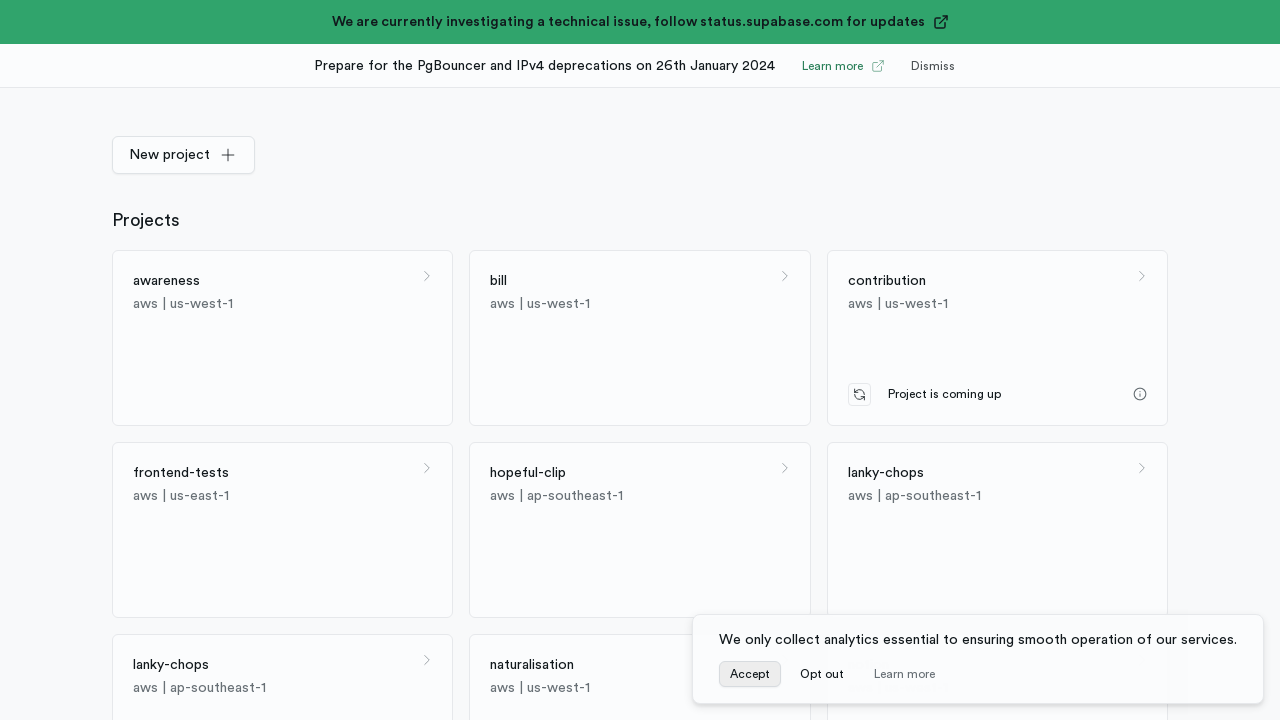 We are currently investigating a technical issue, follow status.supabase.com for updates
Prepare for the PgBouncer and IPv4 deprecations on 26th January 2024 Learn more Dismiss
New project
Projects
awareness
aws | us-west-1
bill
aws | us-west-1
contribution
aws | us-west-1
Project is coming up
frontend-tests
aws | us-east-1
hopeful-clip
aws | ap-southeast-1
lanky-chops
aws | ap-southeast-1
lanky-chops
aws | ap-southeast-1
naturalisation
aws | us-west-1
We only collect analytics essential to ensuring smooth operation of our services.
Accept Opt out Learn more